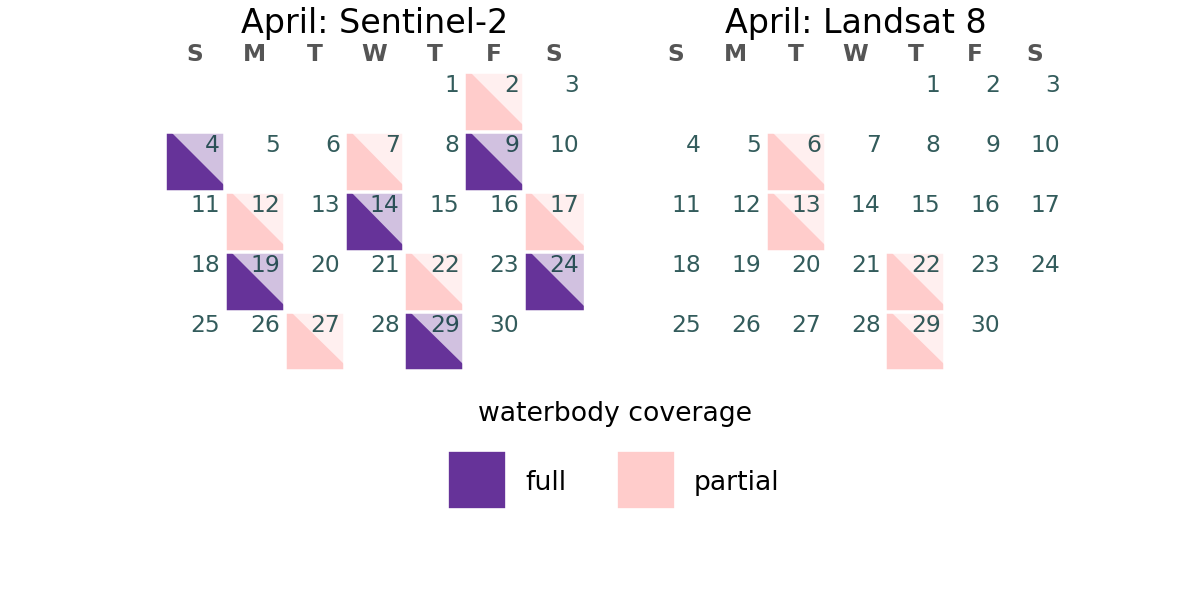 April: Sentinel-2
S M T W T F S
1 2 3
4 5 6 7 8 9 10
11 12 13 14 15 16 17
18 19 20 21 22 23 24
25 26 27 28 29 30
April: Landsat 8
S M T W T F S
1 2 3
4 5 6 7 8 9 10
11 12 13 14 15 16 17
18 19 20 21 22 23 24
25 26 27 28 29 30
waterbody coverage
full
partial